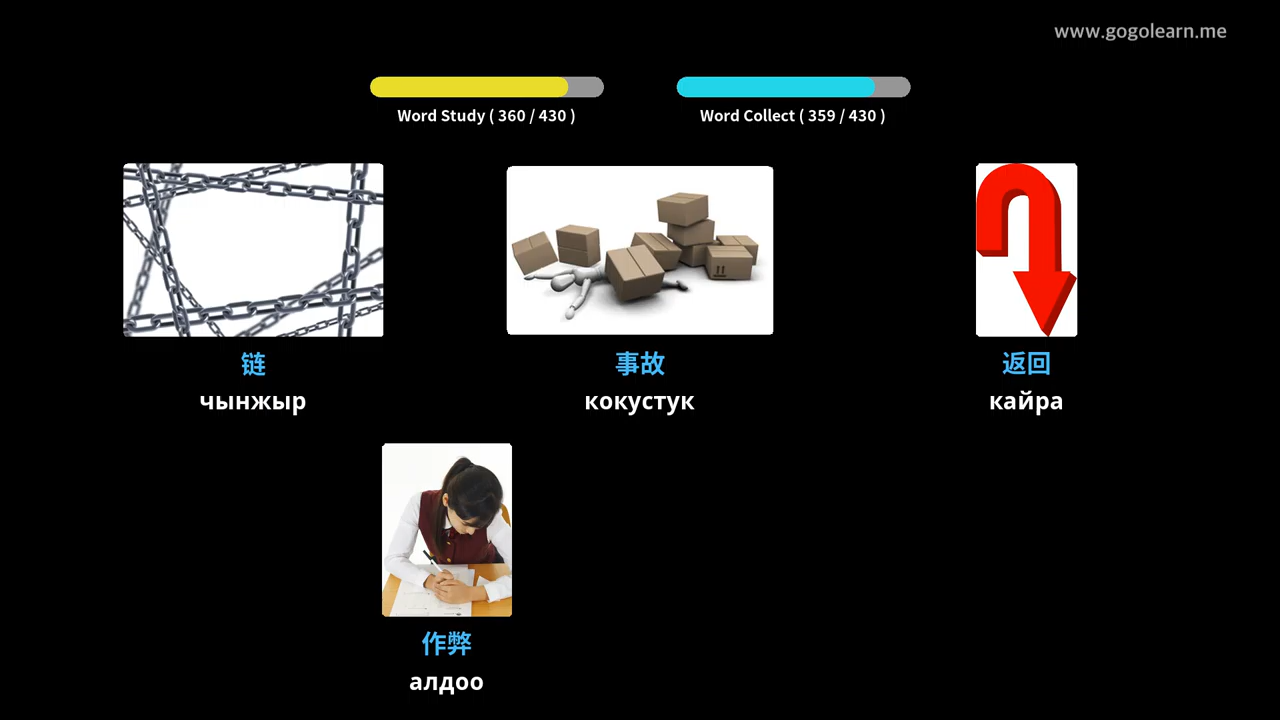 www.gogolearn.me
Word Study ( 360 / 430 )
Word Collect ( 359 / 430 )
链
чынжыр
事故
кокустук
返回
кайра
作弊
алдоо